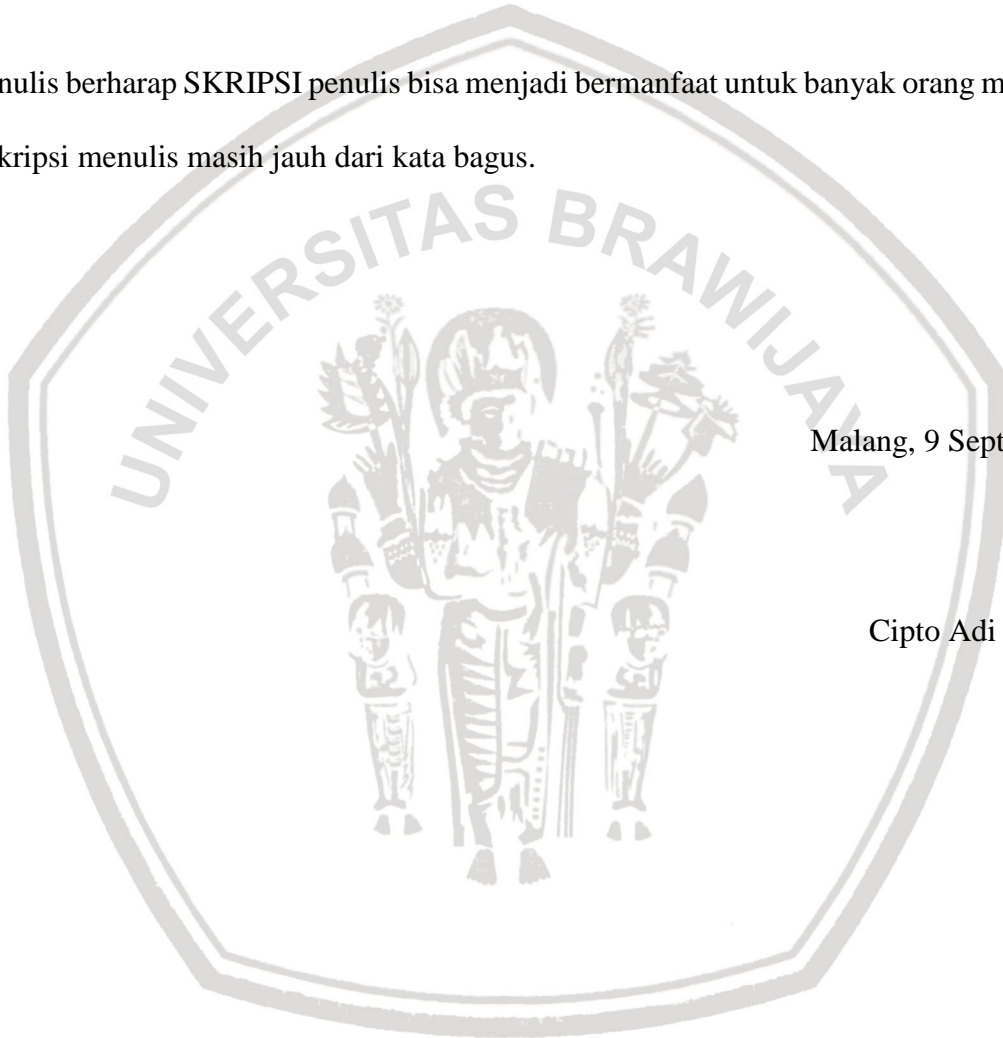 nulis berharap SKRIPSI penulis bisa menjadi bermanfaat untuk banyak orang m
kripsi menulis masih jauh dari kata bagus.
UNIVERSITAS BRAWIJAYA
Malang, 9 Sept
Cipto Adi